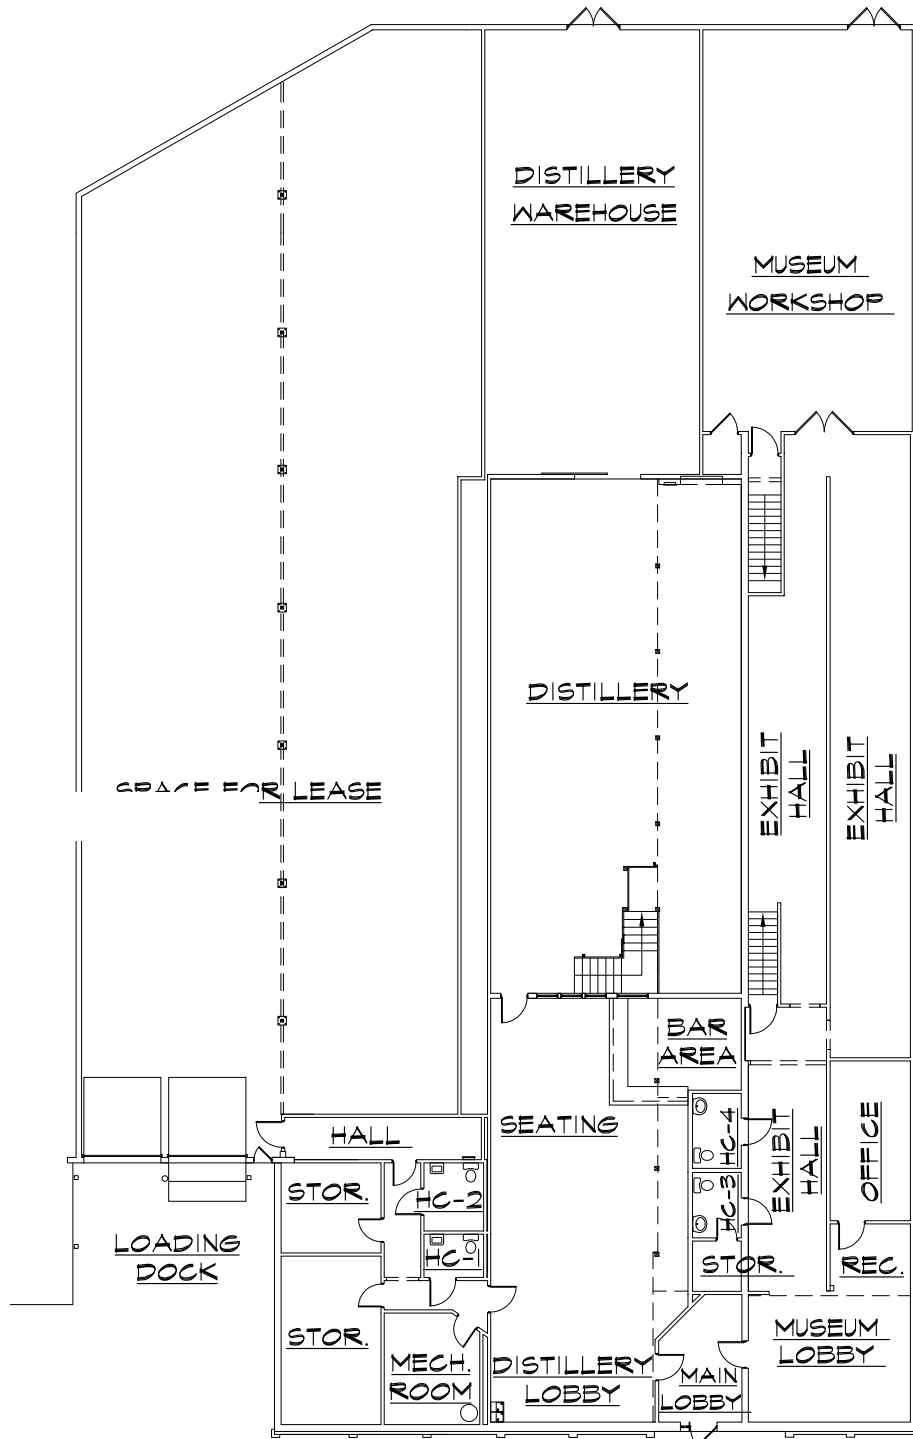 DISTILLERY
WAREHOUSE
MUSEUM
WORKSHOP
DISTILLERY
EXHIBIT
HALL
EXHIBIT
HALL
SPACE FOR LEASE
BAR
AREA
SEATING
HALL
HC-4
EXHIBIT
HALL
OFFICE
STOR.
HC-2
HC-3
LOADING
DOCK
HC-1
STOR.
REC.
STOR.
MECH.
ROOM
DISTILLERY
LOBBY
MAIN
LOBBY
MUSEUM
LOBBY